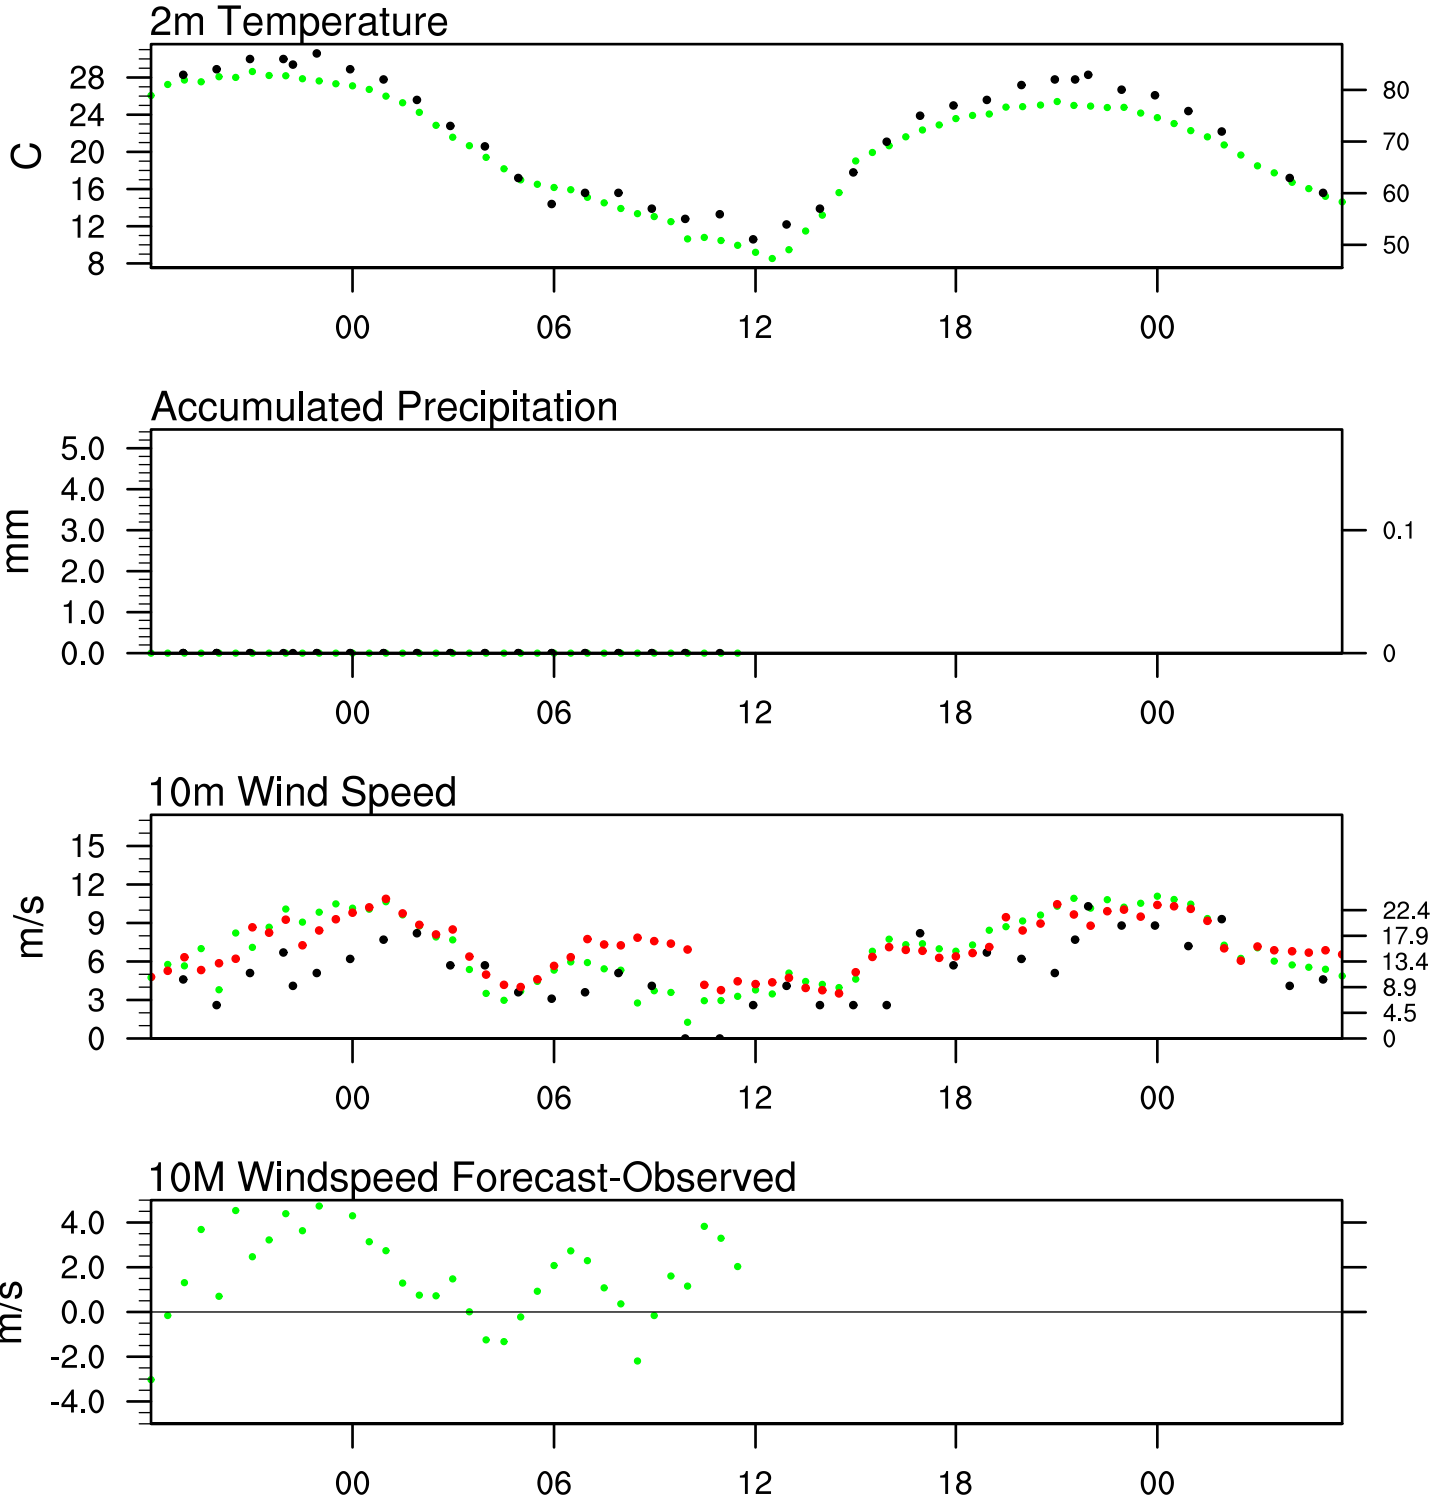 2m Temperature
C
28
24
20
16
12
8
80
70
60
50
00 06 12 18 00
Accumulated Precipitation
mm
5.0
4.0
3.0
2.0
1.0
0.0
0.1
0
00 06 12 18 00
10m Wind Speed
m/s
15
12
9
6
3
0
22.4
17.9
13.4
8.9
4.5
0
00 06 12 18 00
10M Windspeed Forecast-Observed
m/s
4.0
2.0
0.0
-2.0
-4.0
00 06 12 18 00